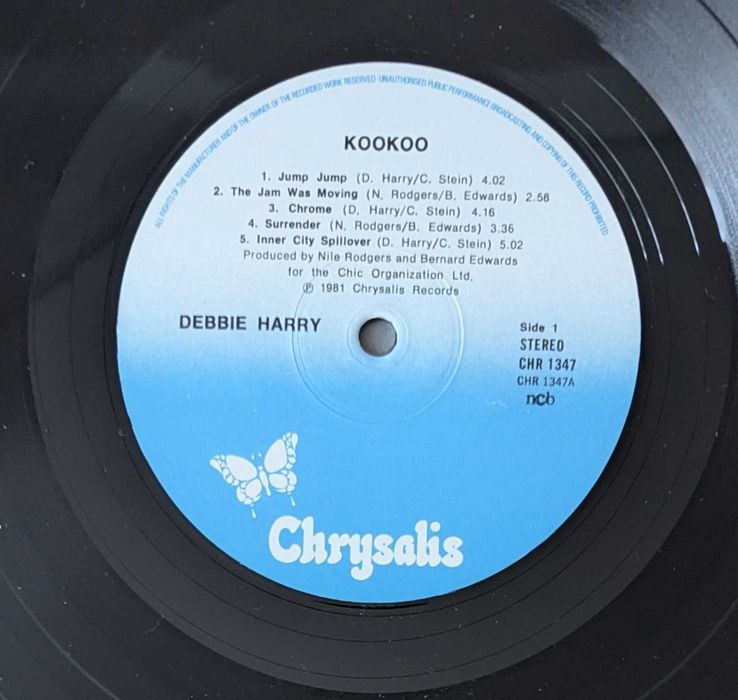 ALL RIGHTS OF THE MANUFACTURER AND OF THE OWNER OF THE RECORDED WORK RESERVED UNAUTHORISED PUBLIC PERFORMANCE BROADCASTING AND COPYING OF THIS RECORD PROHIBITED
KOOKOO
1. Jump Jump (D. Harry/C. Stein) 4.02
2. The Jam Was Moving (N. Rodgers/B. Edwards) 2.58
3. Chrome (D. Harry/C. Stein) 4.16
4. Surrender (N. Rodgers/B. Edwards) 3.36
5. Inner City Spillover (D. Harry/C. Stein) 5.02
Produced by Nile Rodgers and Bernard Edwards
for the Chic Organization Ltd.
℗ 1981 Chrysalis Records
DEBBIE HARRY
Side 1
STEREO
CHR 1347
CHR 1347A
ncb
Chrysalis